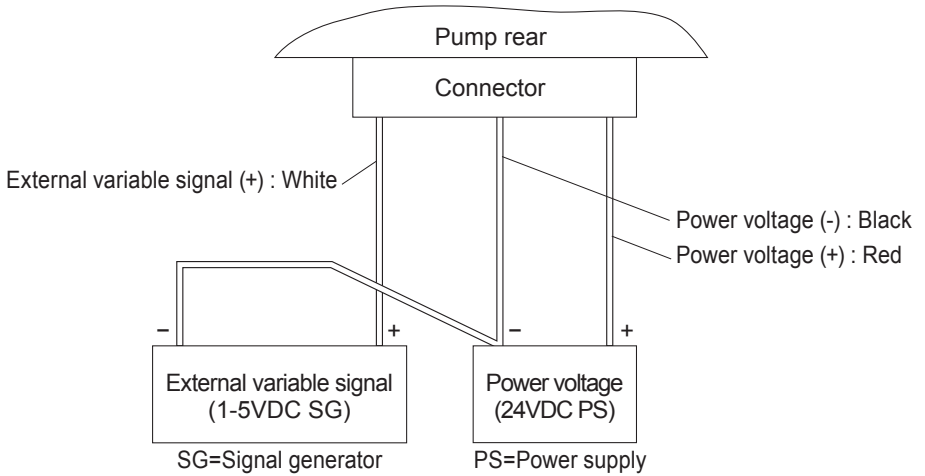 Pump rear
Connector
External variable signal (+) : White
Power voltage (-) : Black
Power voltage (+) : Red
− + − +
External variable signal
(1-5VDC SG)
Power voltage
(24VDC PS)
SG=Signal generator
PS=Power supply